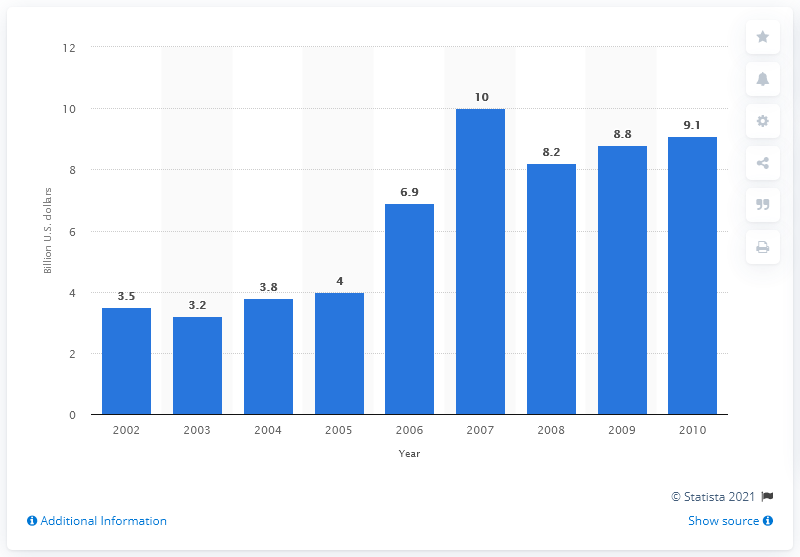 12
10
8
6
4
2
0
Billion U.S. dollars
3.5
3.2
3.8
4
6.9
10
8.2
8.8
9.1
2002 2003 2004 2005 2006 2007 2008 2009 2010
Year
© Statista 2021
Additional Information
Show source